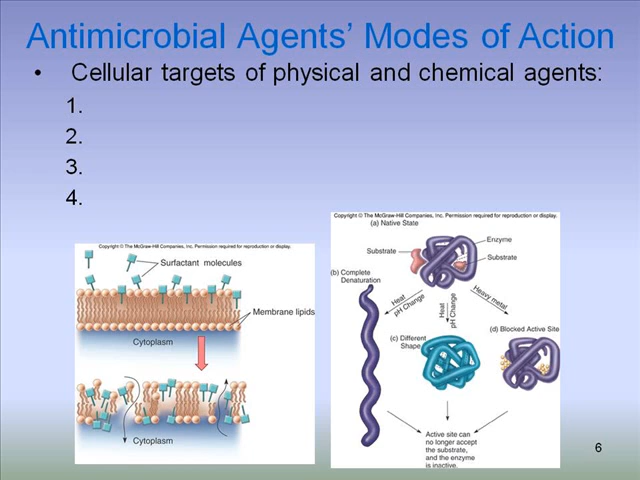 Antimicrobial Agents’ Modes of Action
• Cellular targets of physical and chemical agents:
1.
2.
3.
4.
Copyright © The McGraw-Hill Companies, Inc. Permission required for reproduction or display.
Surfactant molecules
Membrane lipids
Cytoplasm
Cytoplasm
Copyright © The McGraw-Hill Companies, Inc. Permission required for reproduction or display.
(a) Native State
Enzyme
Substrate
Substrate
(b) Complete
Denaturation
Heat
pH Change
Heat
pH Change
Heavy metal
(c) Different
Shape
(d) Blocked Active Site
Active site can
no longer accept
the substrate,
and the enzyme
is inactive.
6